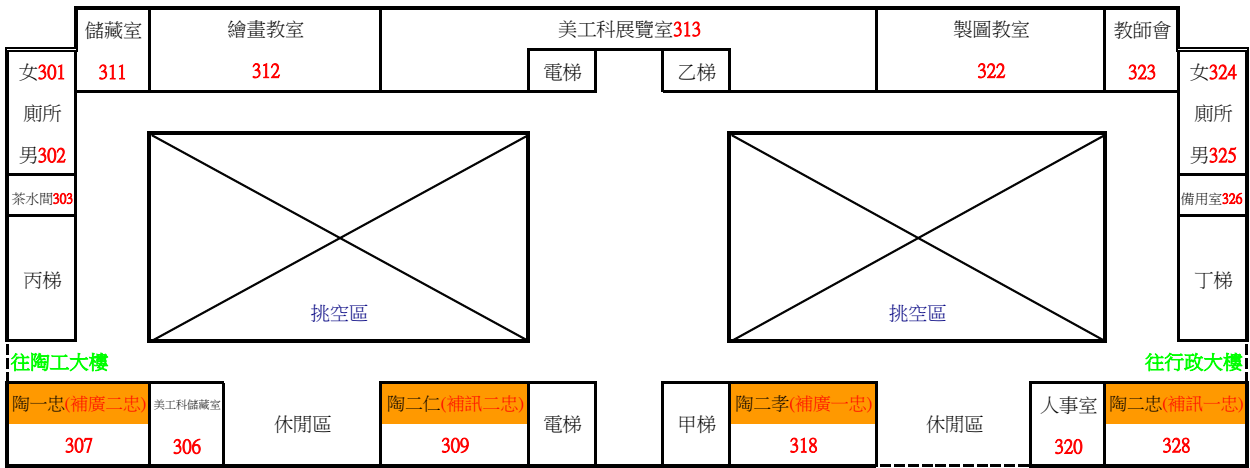 儲藏室
311
繪畫教室
312
美工科展覽室313
電梯
乙梯
製圖教室
322
教師會
323
女301
廁所
男302
茶水間303
丙梯
女324
廁所
男325
備用室326
丁梯
挑空區
挑空區
往陶工大樓
往行政大樓
陶一忠(補廣二忠)
307
美工科儲藏室
306
休閒區
陶二仁(補訊二忠)
309
電梯
甲梯
陶二孝(補廣一忠)
318
休閒區
人事室
320
陶二忠(補訊一忠)
328